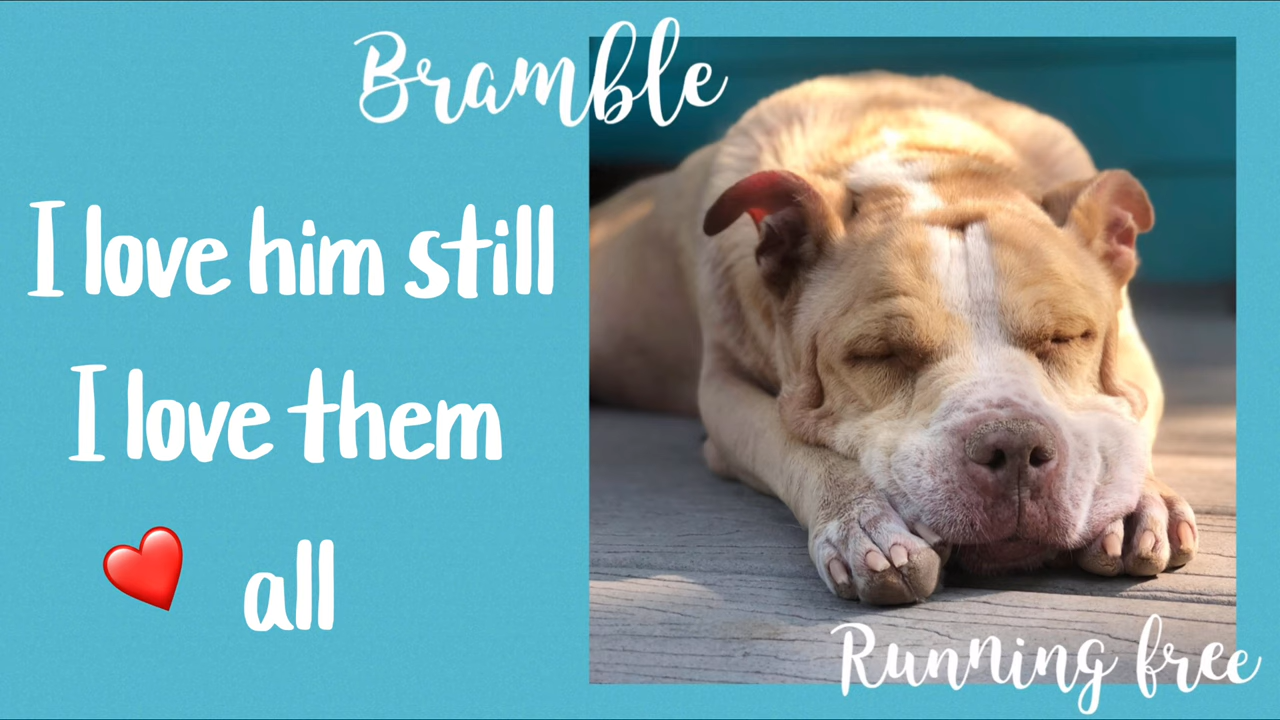 Bramble
I love him still
I love them
all
Running free